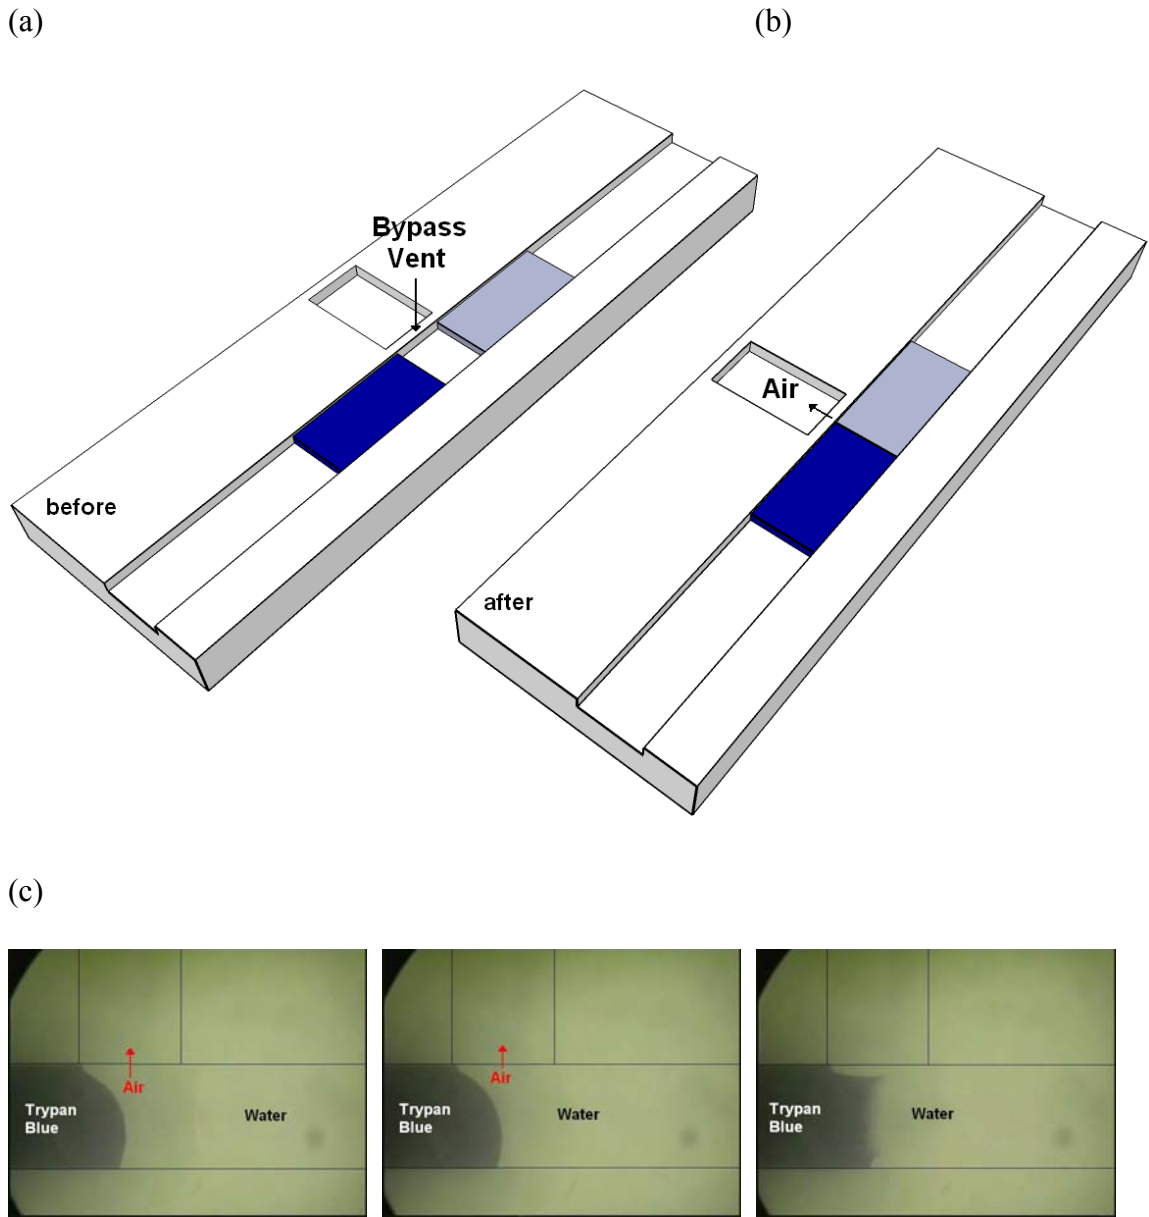 (a)
(b)
Bypass
Vent
before
Air
after
(c)
Air
Trypan
Blue
Water
Air
Trypan
Blue
Water
Trypan
Blue
Water